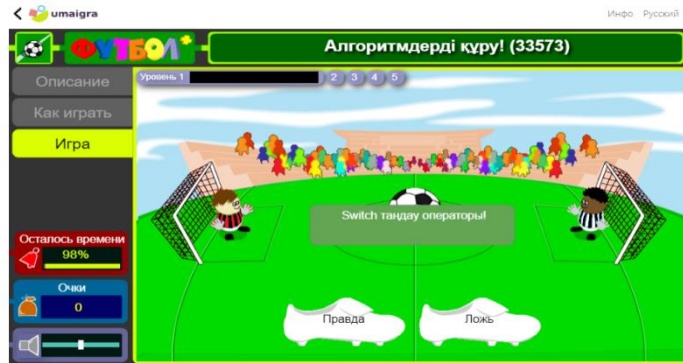 umaigra
Инфо Русский
ФУТБОЛ+
Алгоритмдерді құру! (33573)
Описание
Как играть
Игра
Уровень 1 2 3 4 5
Switch таңдау операторы!
Осталось времени
98%
Очки
0
Правда
Ложь